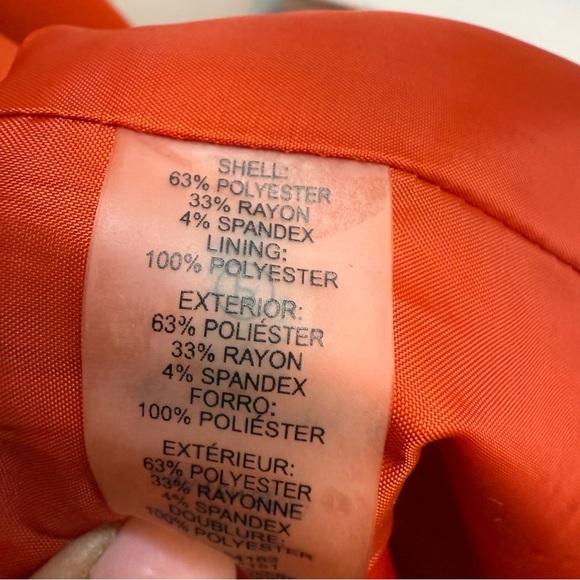 SHELL:
63% POLYESTER
33% RAYON
4% SPANDEX
LINING:
100% POLYESTER
EXTERIOR:
63% POLIÉSTER
33% RAYON
4% SPANDEX
FORRO:
100% POLIÉSTER
EXTÉRIEUR:
63% POLYESTER
33% RAYONNE
4% SPANDEX
DOUBLURE:
100% POLYESTER